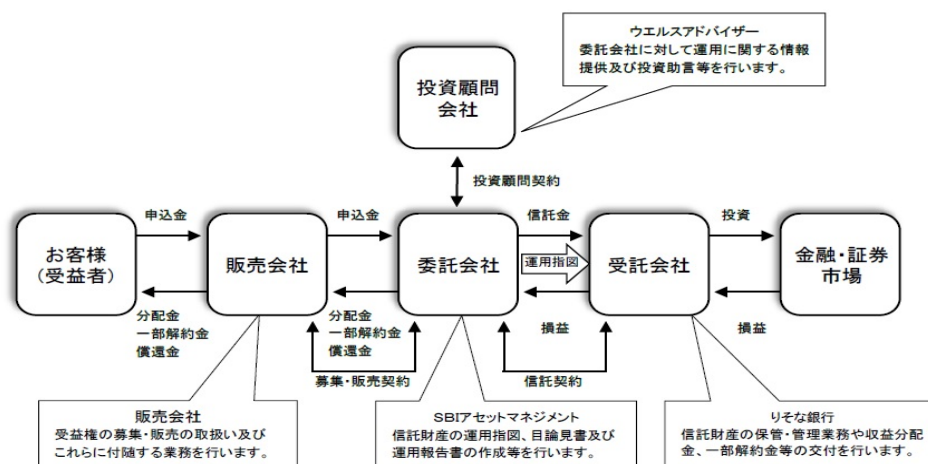 ウエルスアドバイザー
委託会社に対して運用に関する情報
提供及び投資助言等を行います。
投資顧問
会社
投資顧問契約
申込金
申込金
信託金
投資
お客様
(受益者)
販売会社
委託会社
運用指図
受託会社
金融・証券
市場
分配金
一部解約金
償還金
分配金
一部解約金
償還金
損益
損益
募集・販売契約
信託契約
販売会社
受益権の募集・販売の取扱い及び
これらに付随する業務を行います。
SBIアセットマネジメント
信託財産の運用指図、目論見書及び
運用報告書の作成等を行います。
りそな銀行
信託財産の保管・管理業務や収益分配
金、一部解約金等の交付を行います。